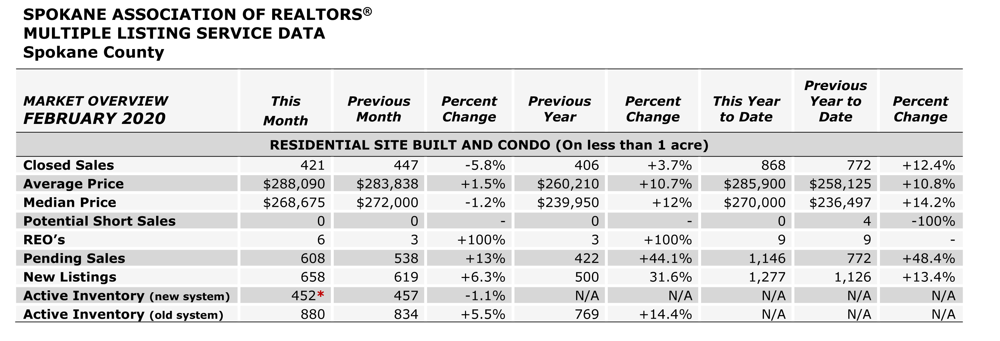 SPOKANE ASSOCIATION OF REALTORS®
MULTIPLE LISTING SERVICE DATA
Spokane County
MARKET OVERVIEW FEBRUARY 2020 This Month Previous Month Percent Change Previous Year Percent Change This Year to Date Previous Year to Date Percent Change
RESIDENTIAL SITE BUILT AND CONDO (On less than 1 acre)
Closed Sales 421 447 -5.8% 406 +3.7% 868 772 +12.4%
Average Price $288,090 $283,838 +1.5% $260,210 +10.7% $285,900 $258,125 +10.8%
Median Price $268,675 $272,000 -1.2% $239,950 +12% $270,000 $236,497 +14.2%
Potential Short Sales 0 0 - 0 - 0 4 -100%
REO’s 6 3 +100% 3 +100% 9 9 -
Pending Sales 608 538 +13% 422 +44.1% 1,146 772 +48.4%
New Listings 658 619 +6.3% 500 31.6% 1,277 1,126 +13.4%
Active Inventory (new system) 452* 457 -1.1% N/A N/A N/A N/A N/A
Active Inventory (old system) 880 834 +5.5% 769 +14.4% N/A N/A N/A